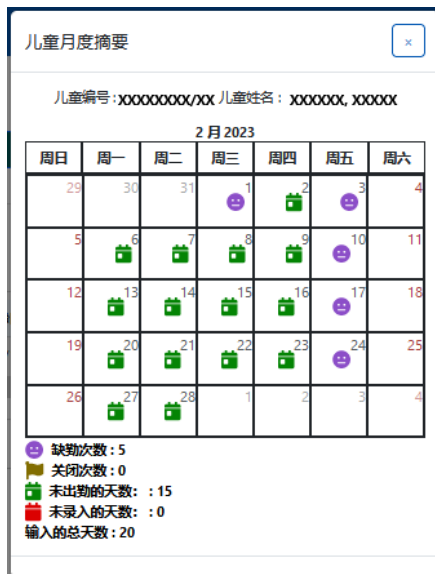 儿童月度摘要
×
儿童编号 :XXXXXXXX/XX 儿童姓名 : XXXXXX, XXXXX
2 月 2023
周日 周一 周二 周三 周四 周五 周六
29 30 31 1 2 3 4
5 6 7 8 9 10 11
12 13 14 15 16 17 18
19 20 21 22 23 24 25
26 27 28 1 2 3 4
缺勤次数 : 5
关闭次数 : 0
未出勤的天数: : 15
未录入的天数: : 0
输入的总天数 : 20